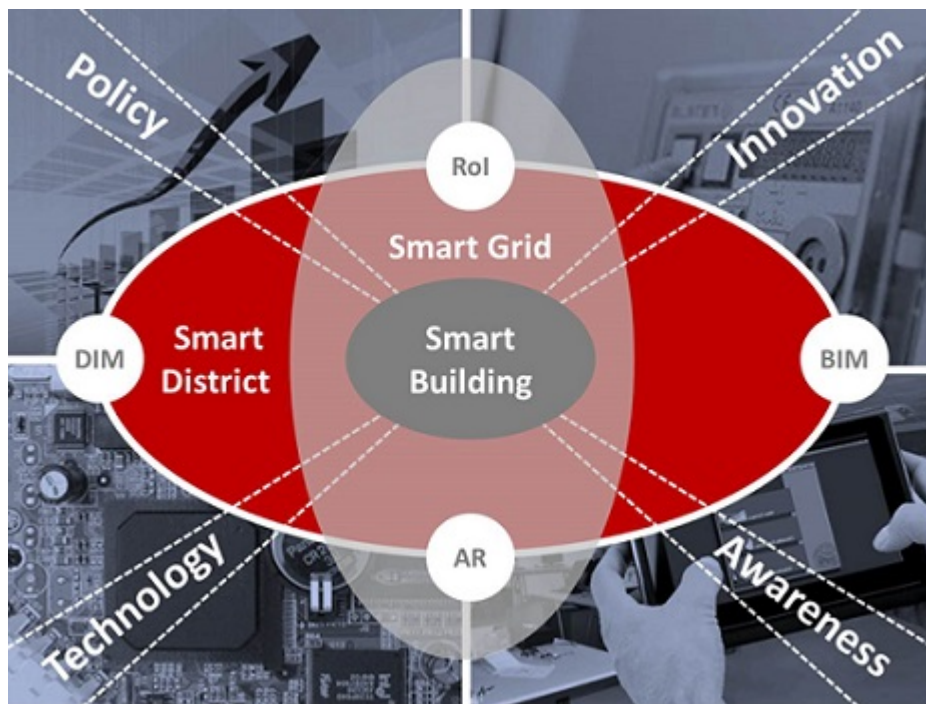 Policy
Innovation
RoI
Smart Grid
DIM
Smart
District
Smart
Building
BIM
AR
Technology
Awareness